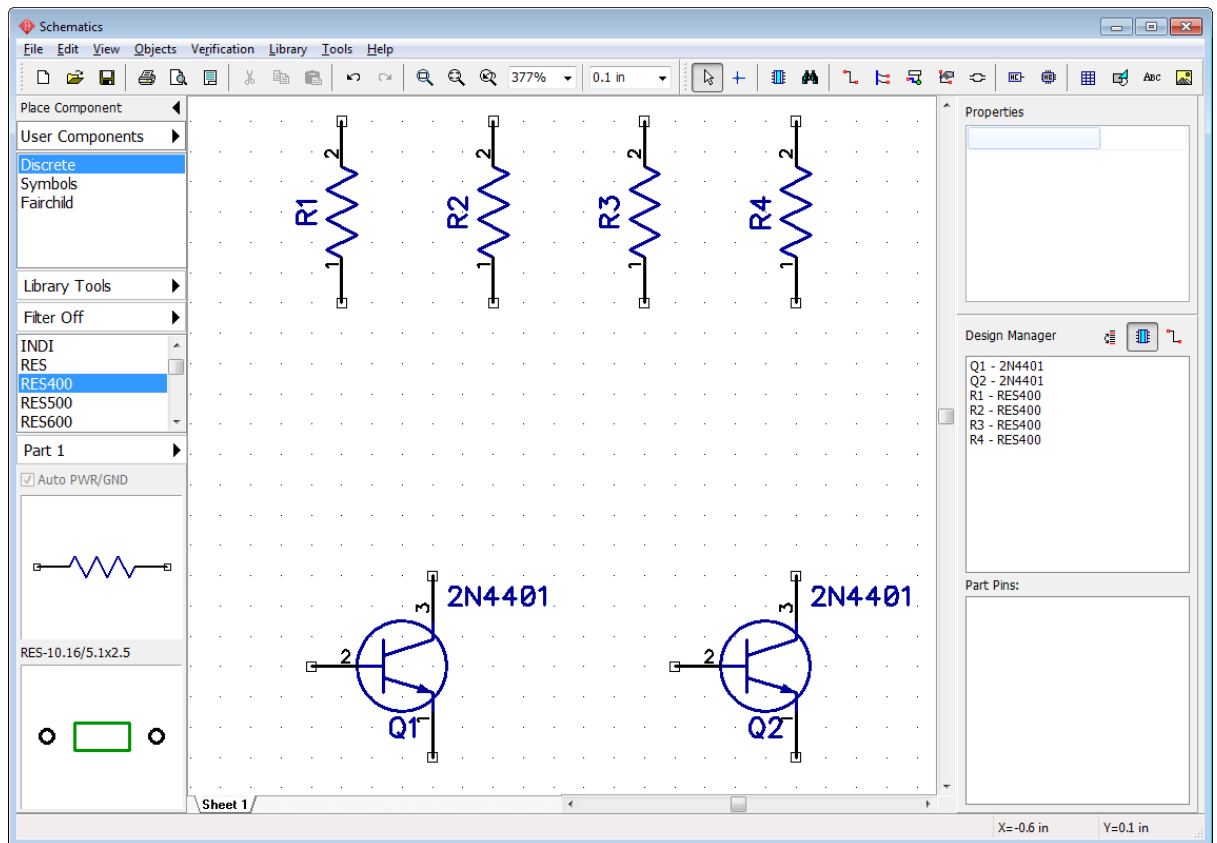 Schematics
File Edit View Objects Verification Library Tools Help
377% 0.1 in ABC
Place Component
User Components
Discrete
Symbols
Fairchild
Library Tools
Filter Off
INDI
RES
RES400
RES500
RES600
Part 1
Auto PWR/GND
RES-10.16/5.1x2.5
2 2 2 2
R1 R2 R3 R4
1 1 1 1
2N4401 2N4401
3 3
2 2
Q1 1 Q2 1
Sheet 1
Properties
Design Manager
Q1 - 2N4401
Q2 - 2N4401
R1 - RES400
R2 - RES400
R3 - RES400
R4 - RES400
Part Pins:
X=-0.6 in Y=0.1 in